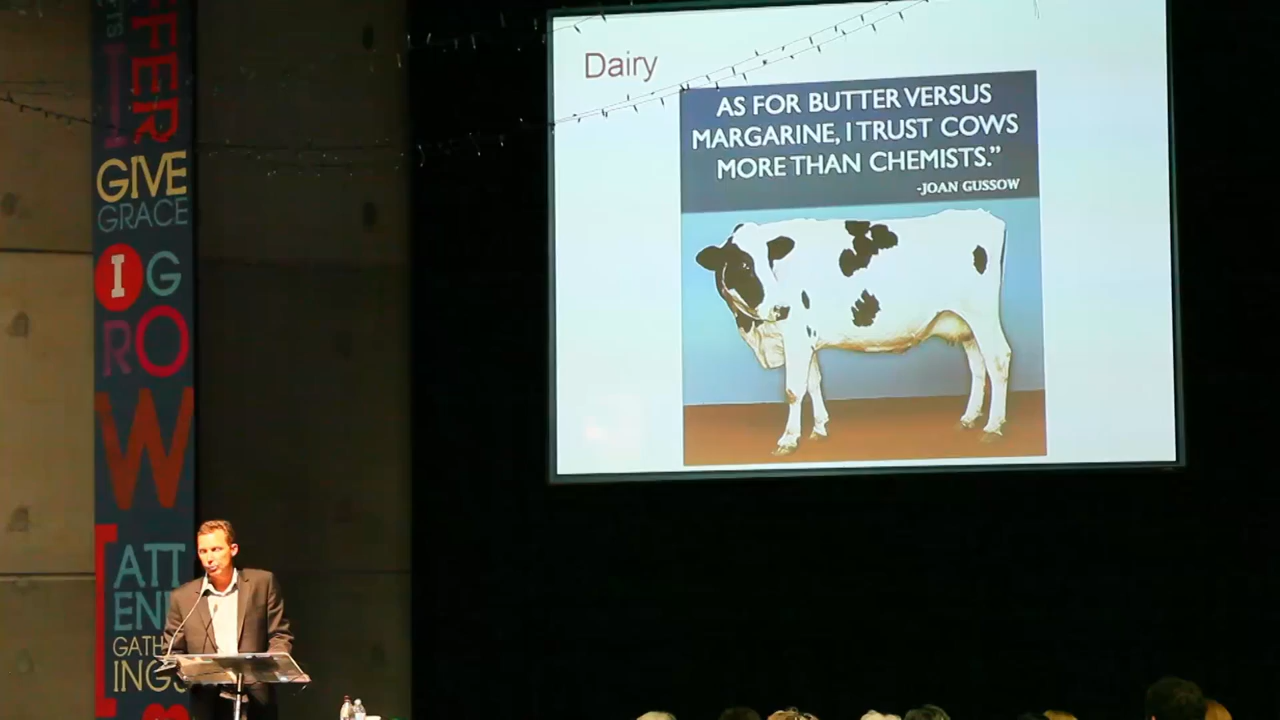 Dairy
AS FOR BUTTER VERSUS
MARGARINE, I TRUST COWS
MORE THAN CHEMISTS.”
-JOAN GUSSOW
GIVE
GRACE
I G
RO
W
ATT
EN
GATH
INGS